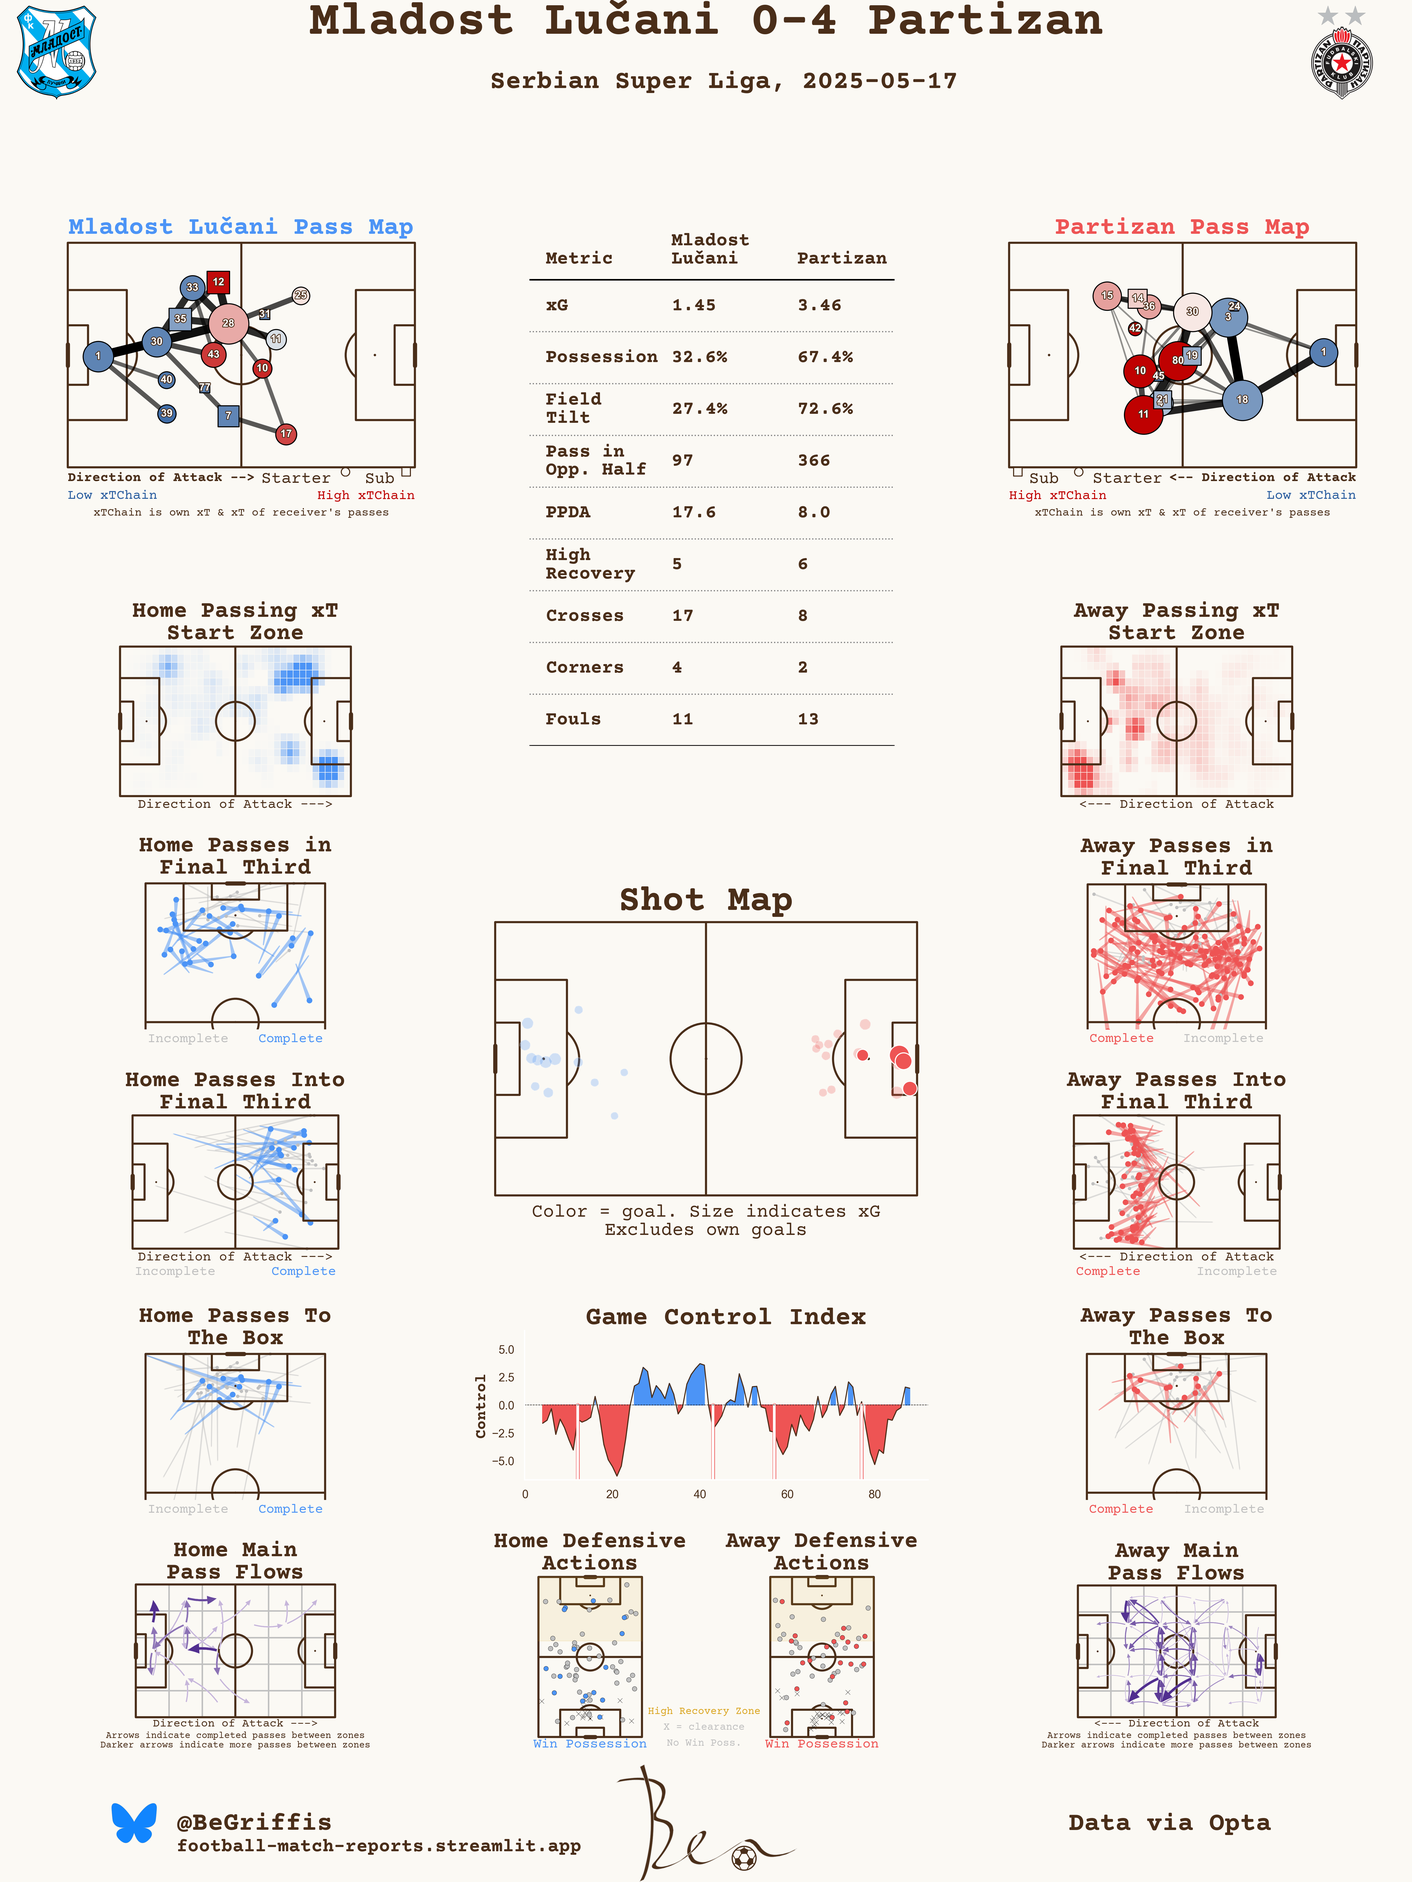 Mladost Lučani 0-4 Partizan
Serbian Super Liga, 2025-05-17
МЛАДОСТ
ЛУЧАНИ
PARTIZAN ПАРТИЗАН
FUDBALSKI
KLUB
Mladost Lučani Pass Map
33
12
25
31
35
28
11
30
43
1
10
40
77
39
7
17
Direction of Attack --> Starter Sub
Low xTChain High xTChain
xTChain is own xT & xT of receiver's passes
Metric Mladost Lučani Partizan
xG 1.45 3.46
Possession 32.6% 67.4%
Field Tilt 27.4% 72.6%
Pass in Opp. Half 97 366
PPDA 17.6 8.0
High Recovery 5 6
Crosses 17 8
Corners 4 2
Fouls 11 13
Partizan Pass Map
15
14
36
30
24
3
42
80
19
1
10
45
21
11
18
Sub Starter <-- Direction of Attack
High xTChain Low xTChain
xTChain is own xT & xT of receiver's passes
Home Passing xT
Start Zone
Direction of Attack --->
Away Passing xT
Start Zone
<--- Direction of Attack
Home Passes in
Final Third
Incomplete Complete
Away Passes in
Final Third
Complete Incomplete
Shot Map
Color = goal. Size indicates xG
Excludes own goals
Home Passes Into
Final Third
Direction of Attack --->
Incomplete Complete
Away Passes Into
Final Third
<--- Direction of Attack
Complete Incomplete
Home Passes To
The Box
Incomplete Complete
Game Control Index
Control
5.0
2.5
0.0
−2.5
−5.0
0 20 40 60 80
Away Passes To
The Box
Complete Incomplete
Home Main
Pass Flows
Direction of Attack --->
Arrows indicate completed passes between zones
Darker arrows indicate more passes between zones
Home Defensive
Actions
Win Possession
High Recovery Zone
X = clearance
No Win Poss.
Away Defensive
Actions
Win Possession
Away Main
Pass Flows
<--- Direction of Attack
Arrows indicate completed passes between zones
Darker arrows indicate more passes between zones
@BeGriffis
football-match-reports.streamlit.app
Ben
Data via Opta